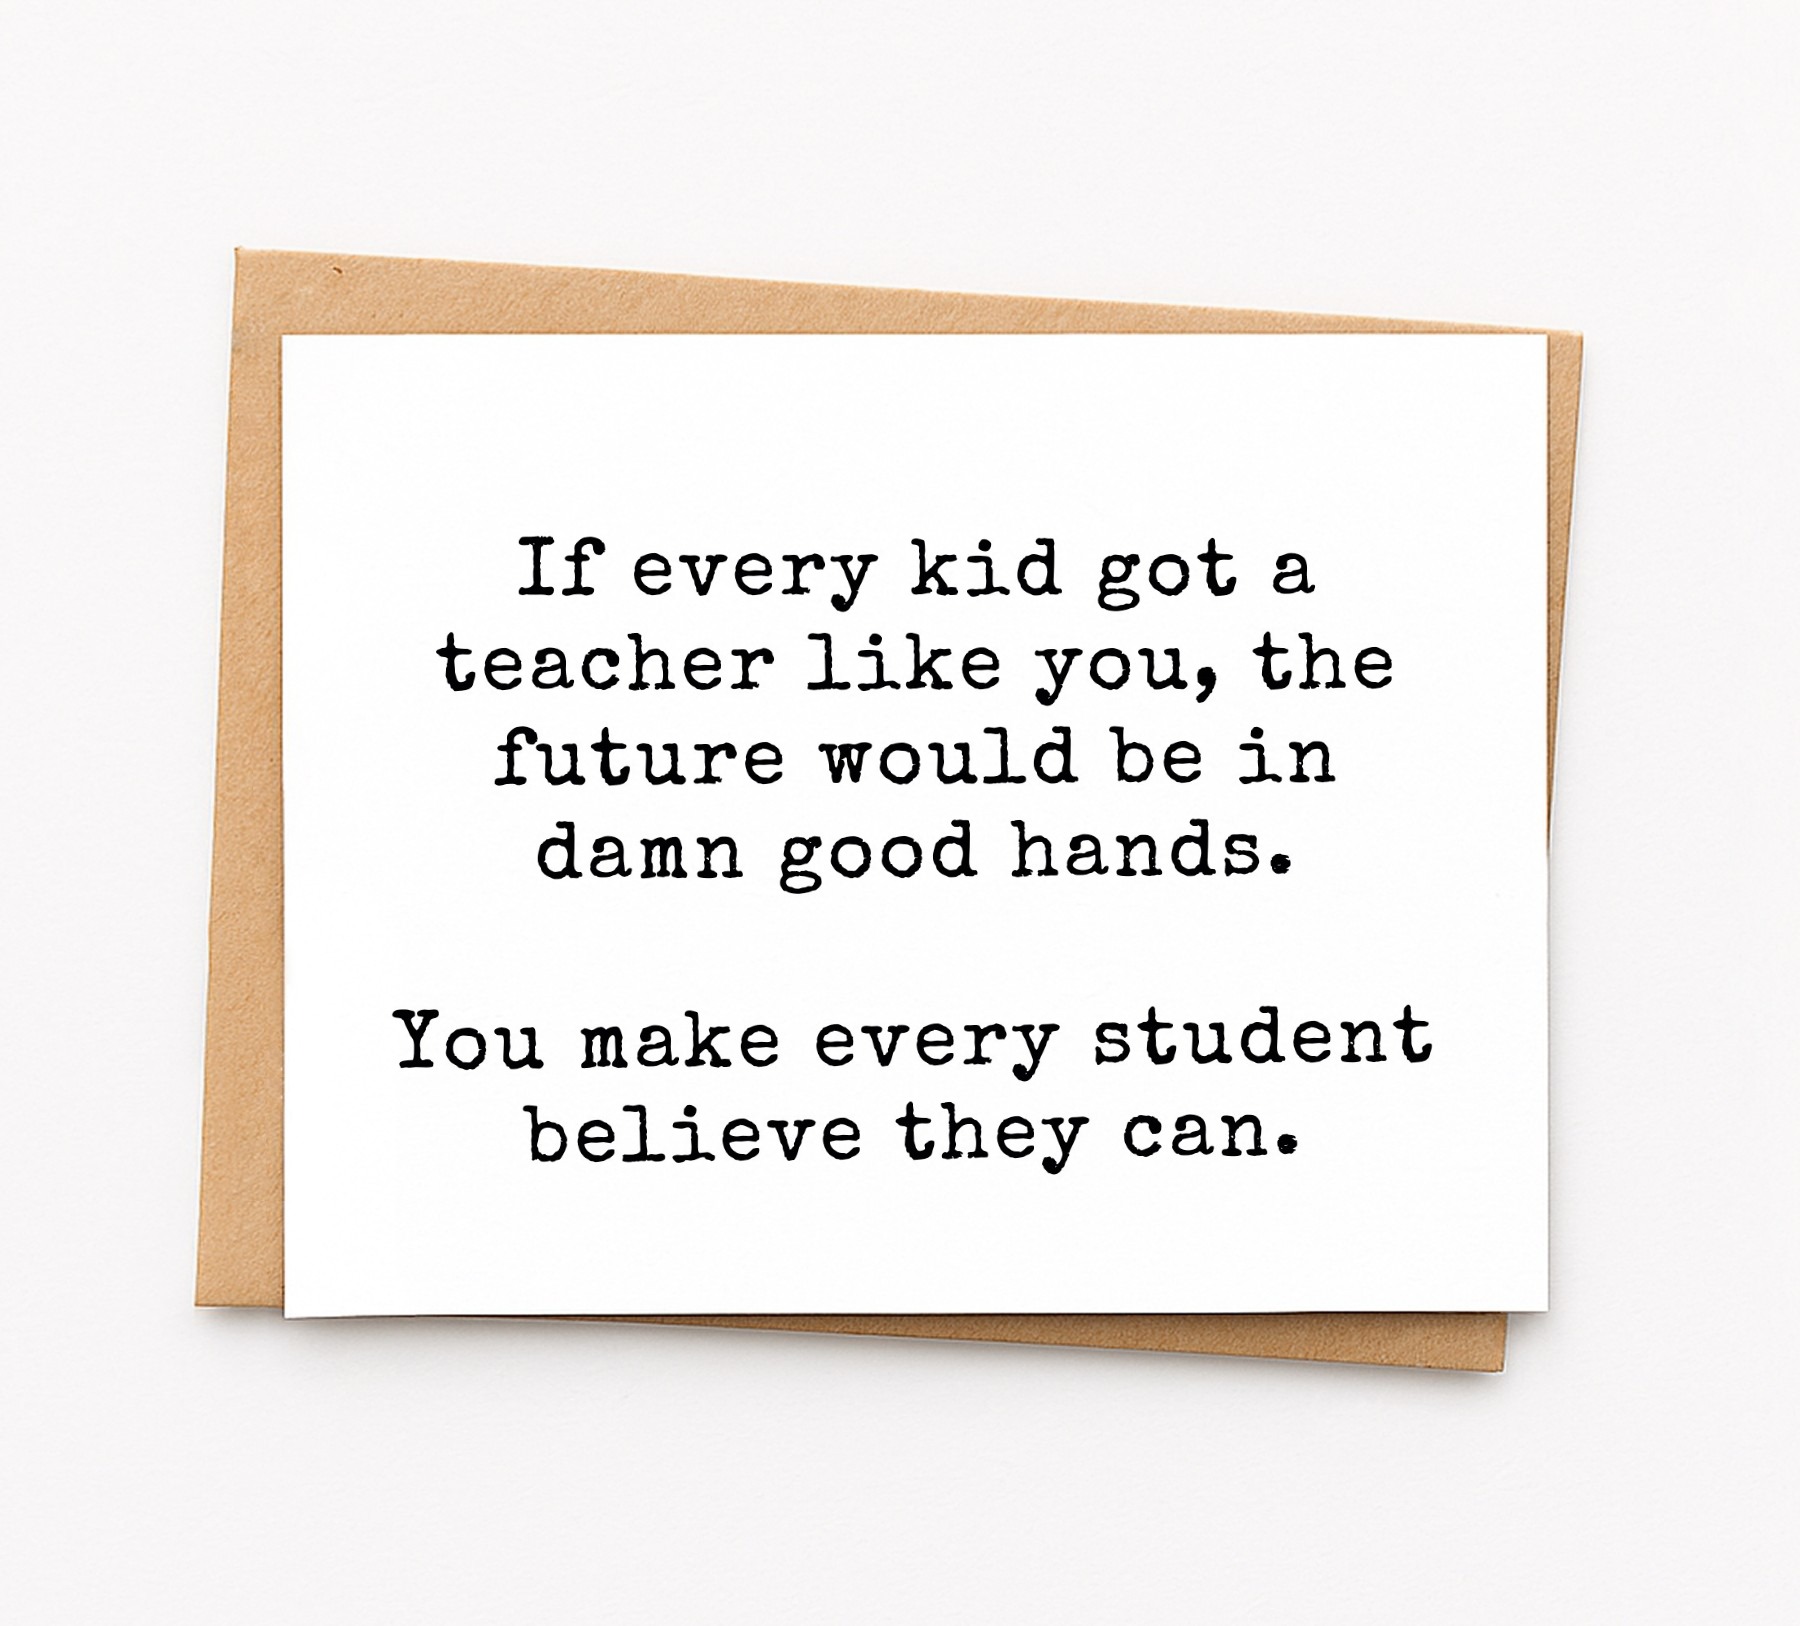 If every kid got a
teacher like you, the
future would be in
damn good hands.
You make every student
believe they can.